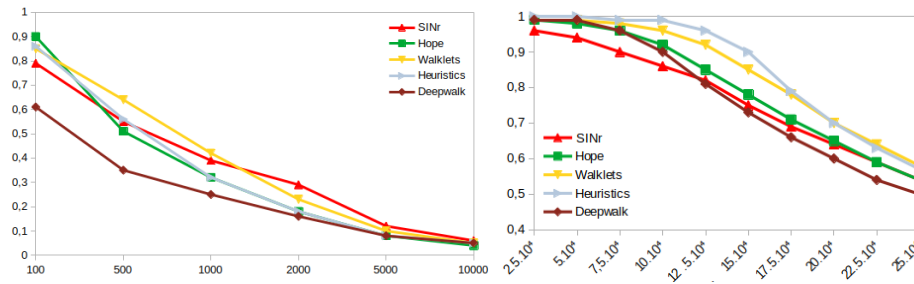 1
0,9
0,8
0,7
0,6
0,5
0,4
0,3
0,2
0,1
0
100 500 1000 2000 5000 10000
SINr
Hope
Walklets
Heuristics
Deepwalk
1
0,9
0,8
0,7
0,6
0,5
0,4
SINr
Hope
Walklets
Heuristics
Deepwalk
2.5.10⁴ 5.10⁴ 7,5.10⁴ 10.10⁴ 12 .5.10⁴ 15.10⁴ 17.5.10⁴ 20.10⁴ 22.5.10⁴ 25.10